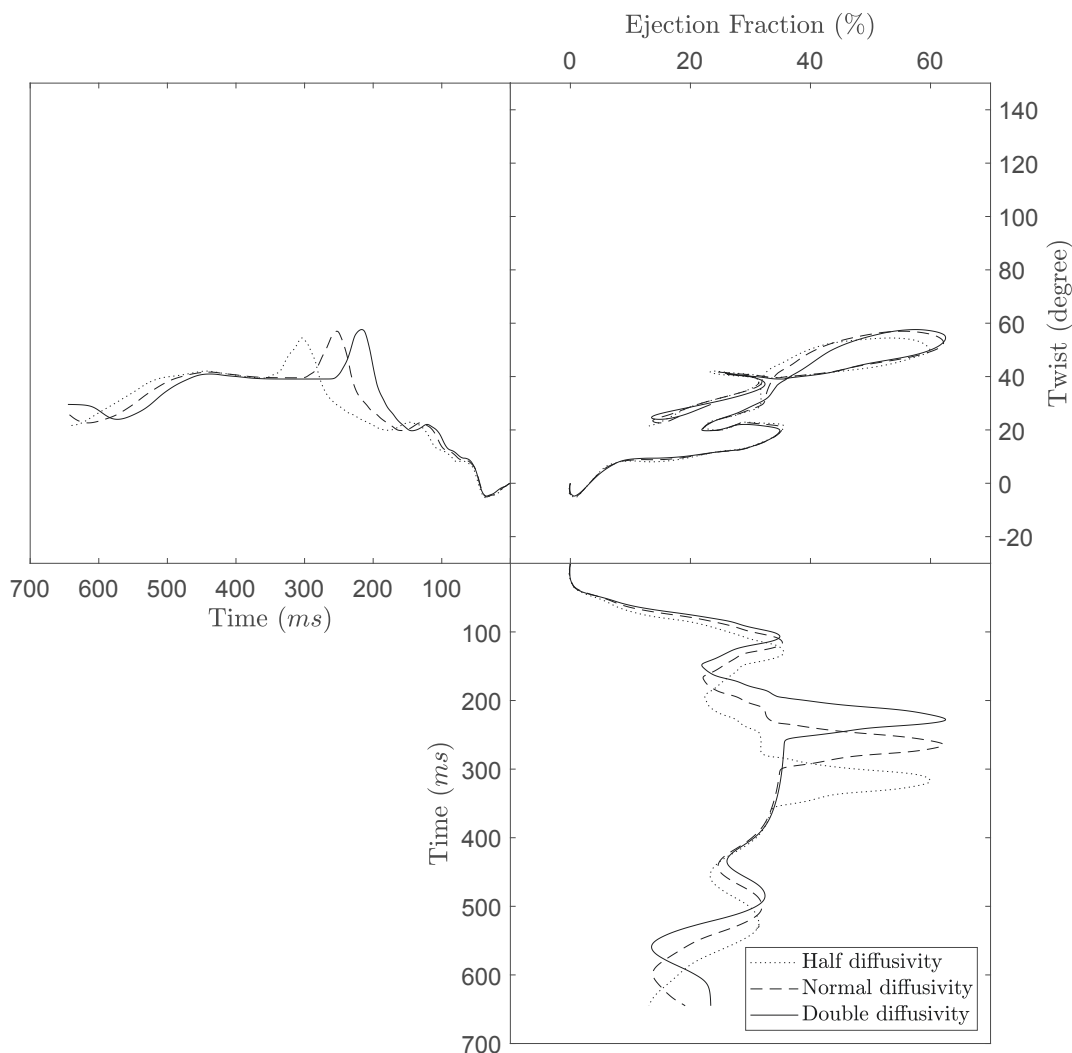 Ejection Fraction (%)
0 20 40 60
140
120
100
80
60
40
20
0
-20
Twist (degree)
700 600 500 400 300 200 100
Time (ms)
100
200
300
400
500
600
700
Time (ms)
Half diffusivity
Normal diffusivity
Double diffusivity